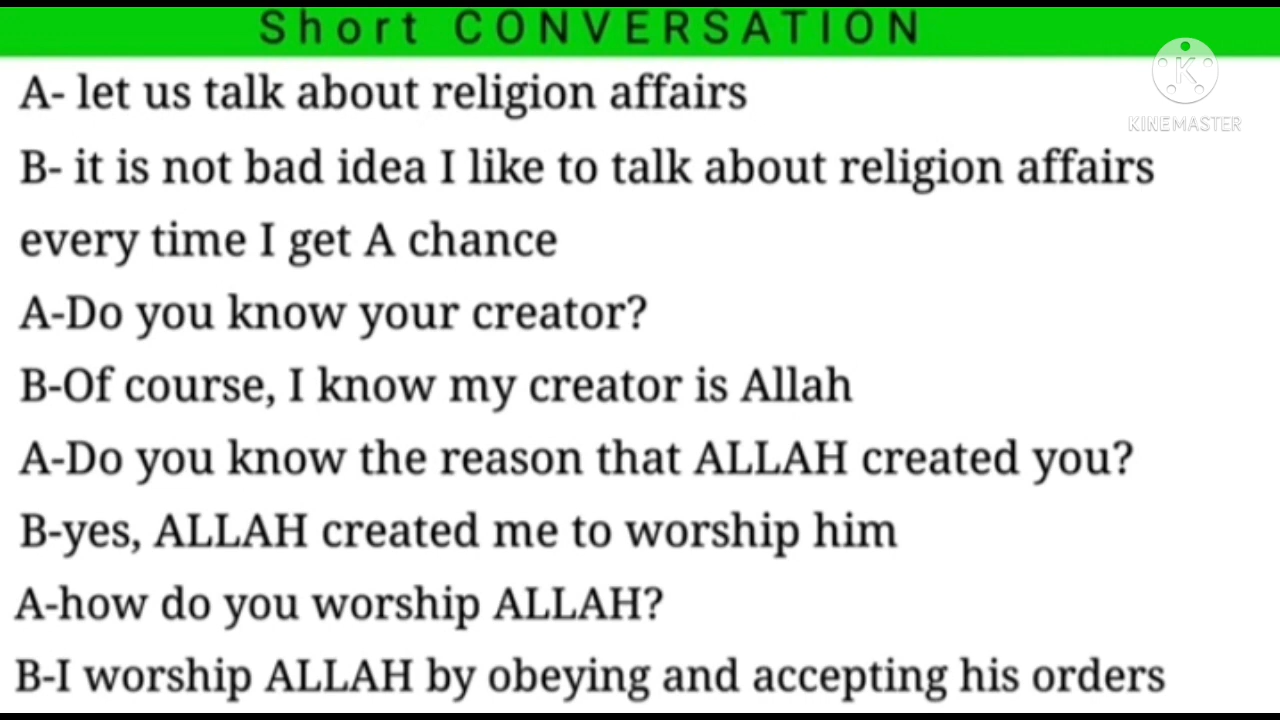 Short CONVERSATION
K
KINEMASTER
A- let us talk about religion affairs
B- it is not bad idea I like to talk about religion affairs
every time I get A chance
A-Do you know your creator?
B-Of course, I know my creator is Allah
A-Do you know the reason that ALLAH created you?
B-yes, ALLAH created me to worship him
A-how do you worship ALLAH?
B-I worship ALLAH by obeying and accepting his orders